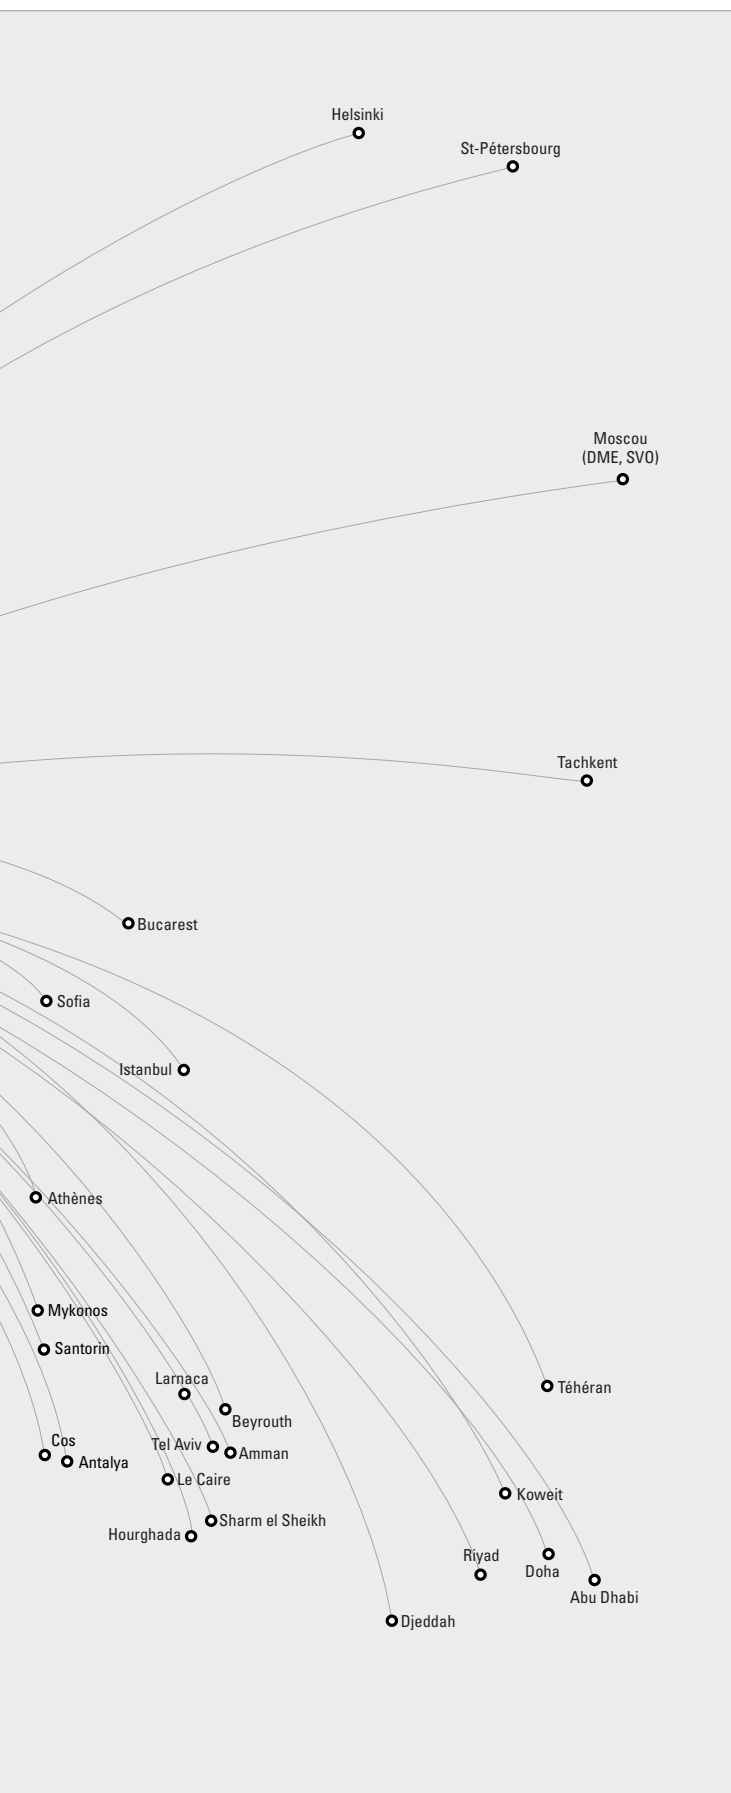 Helsinki
St-Pétersbourg
Moscou
(DME, SVO)
Tachkent
Bucarest
Sofia
Istanbul
Athènes
Mykonos
Santorin
Larnaca
Téhéran
Beyrouth
Cos
Tel Aviv
Amman
Antalya
Le Caire
Koweit
Sharm el Sheikh
Hourghada
Riyad
Doha
Abu Dhabi
Djeddah